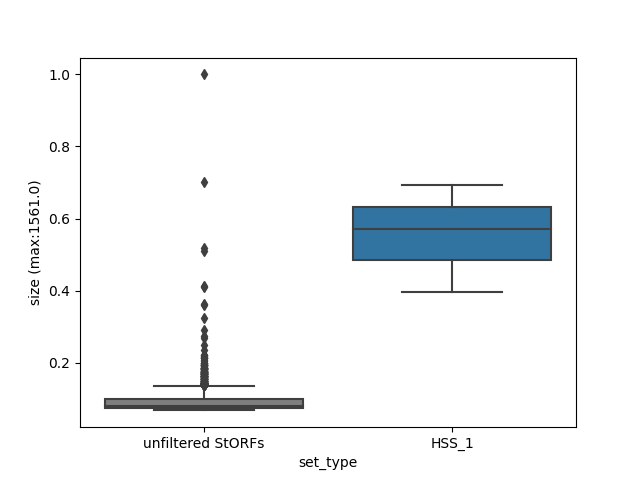 1.0
0.8
0.6
0.4
0.2
size (max:1561.0)
unfiltered StORFs
HSS_1
set_type